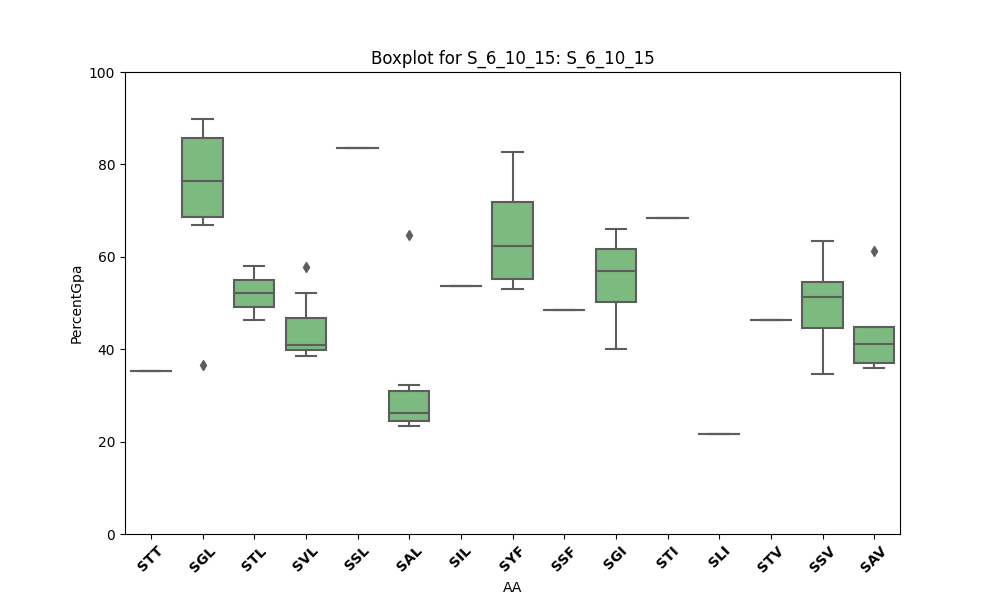 Boxplot for S_6_10_15: S_6_10_15
100
80
60
40
20
0
PercentGpa
STT SGL STL SVL SSL SAL SIL SYF SSF SGI STI SLI STV SSV SAV
AA